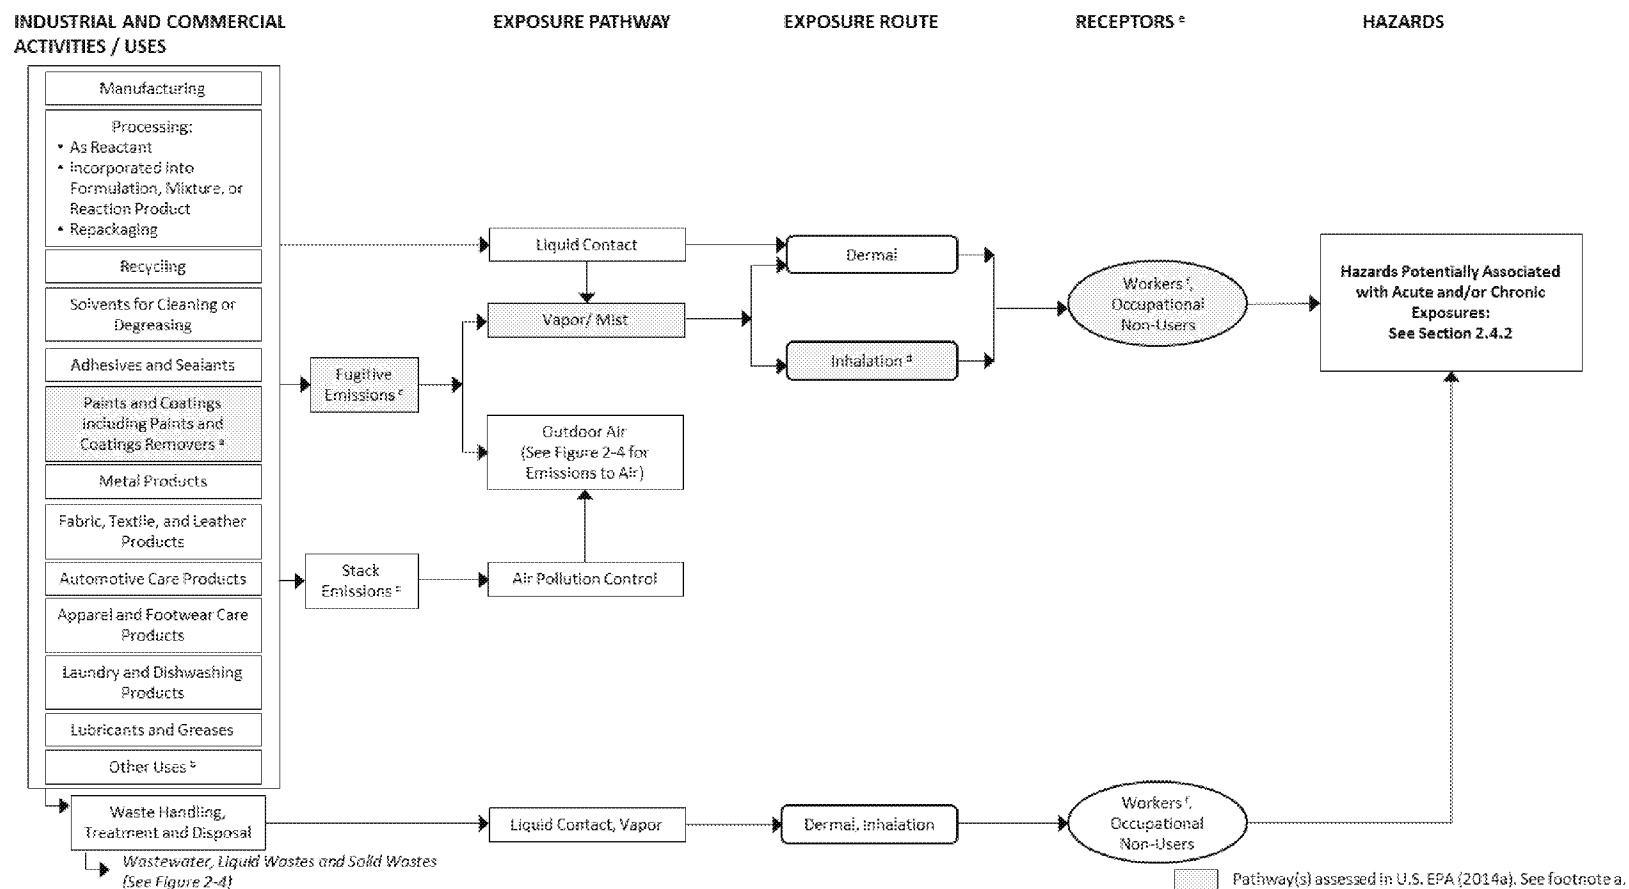 INDUSTRIAL AND COMMERCIAL
ACTIVITIES / USES
EXPOSURE PATHWAY
EXPOSURE ROUTE
RECEPTORS e
HAZARDS
Manufacturing
Processing:
• As Reactant
• Incorporated into
Formulation, Mixture, or
Reaction Product
• Repackaging
Recycling
Solvents for Cleaning or
Degreasing
Adhesives and Sealants
Paints and Coatings
including Paints and
Coatings Removers a
Metal Products
Fabric, Textile, and Leather
Products
Automotive Care Products
Apparel and Footwear Care
Products
Laundry and Dishwashing
Products
Lubricants and Greases
Other Uses b
Waste Handling,
Treatment and Disposal
Wastewater, Liquid Wastes and Solid Wastes
(See Figure 2-4)
Fugitive
Emissions c
Stack
Emissions c
Liquid Contact
Vapor/ Mist
Outdoor Air
(See Figure 2-4 for
Emissions to Air)
Air Pollution Control
Liquid Contact, Vapor
Dermal
Inhalation d
Dermal, Inhalation
Workers f,
Occupational
Non-Users
Workers f,
Occupational
Non-Users
Hazards Potentially Associated
with Acute and/or Chronic
Exposures:
See Section 2.4.2
Pathway(s) assessed in U.S. EPA (2014a). See footnote a.